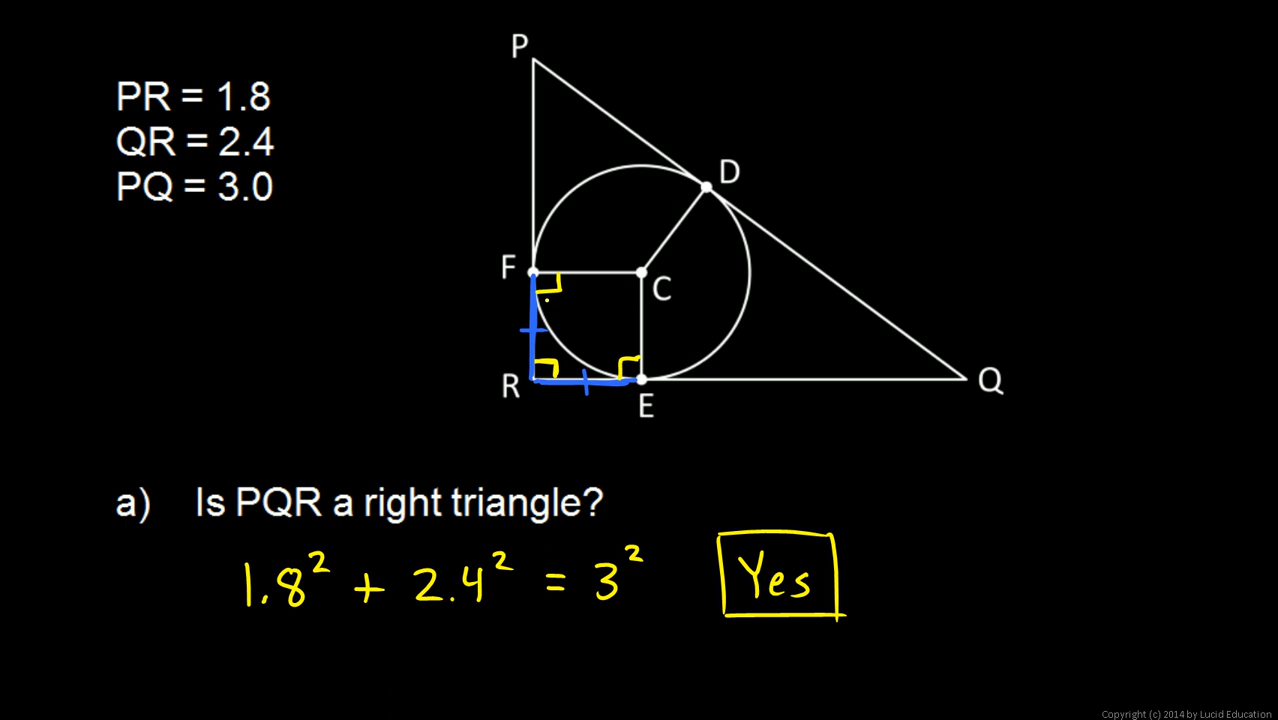 PR = 1.8
QR = 2.4
PQ = 3.0
P
D
F
C
R
E
Q
a) Is PQR a right triangle?
1.8² + 2.4² = 3² Yes
Copyright (c) 2014 by Lucid Education